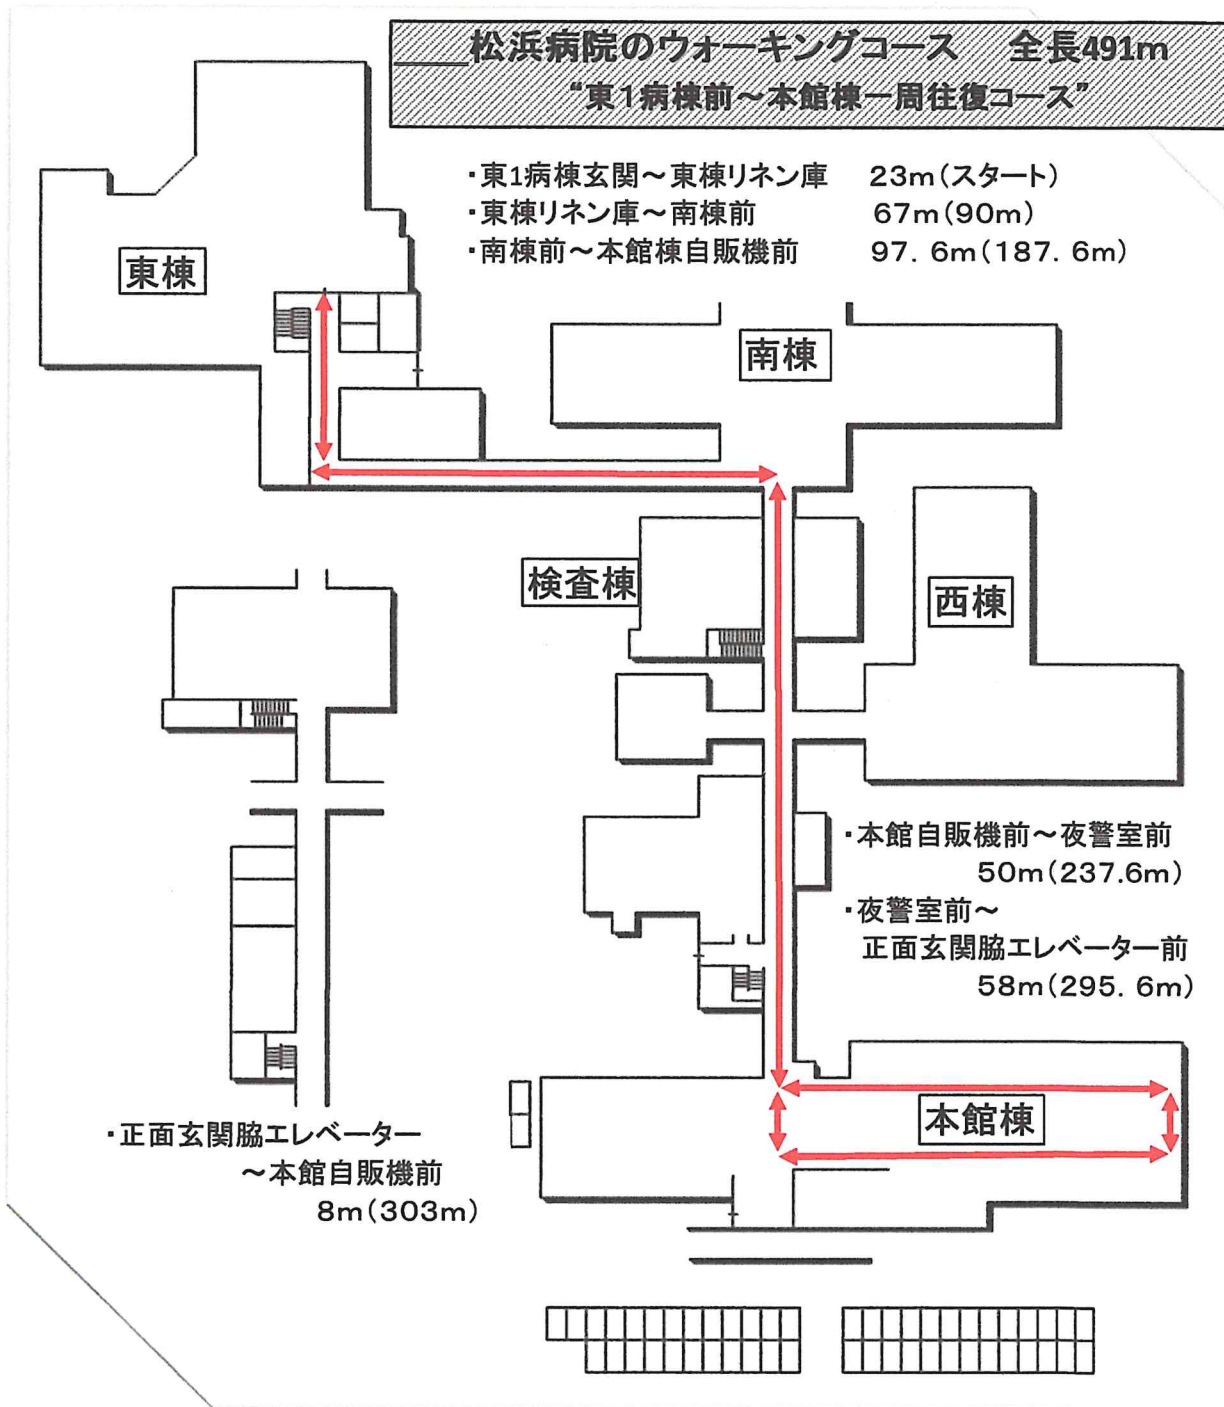 松浜病院のウォーキングコース 全長491m
“東1病棟前～本館棟一周往復コース”
・東1病棟玄関～東棟リネン庫 23m(スタート)
・東棟リネン庫～南棟前 67m(90m)
・南棟前～本館棟自販機前 97.6m(187.6m)
東棟
南棟
検査棟
西棟
・本館自販機前～夜警室前
50m(237.6m)
・夜警室前～
正面玄関脇エレベーター前
58m(295.6m)
本館棟
・正面玄関脇エレベーター
～本館自販機前
8m(303m)